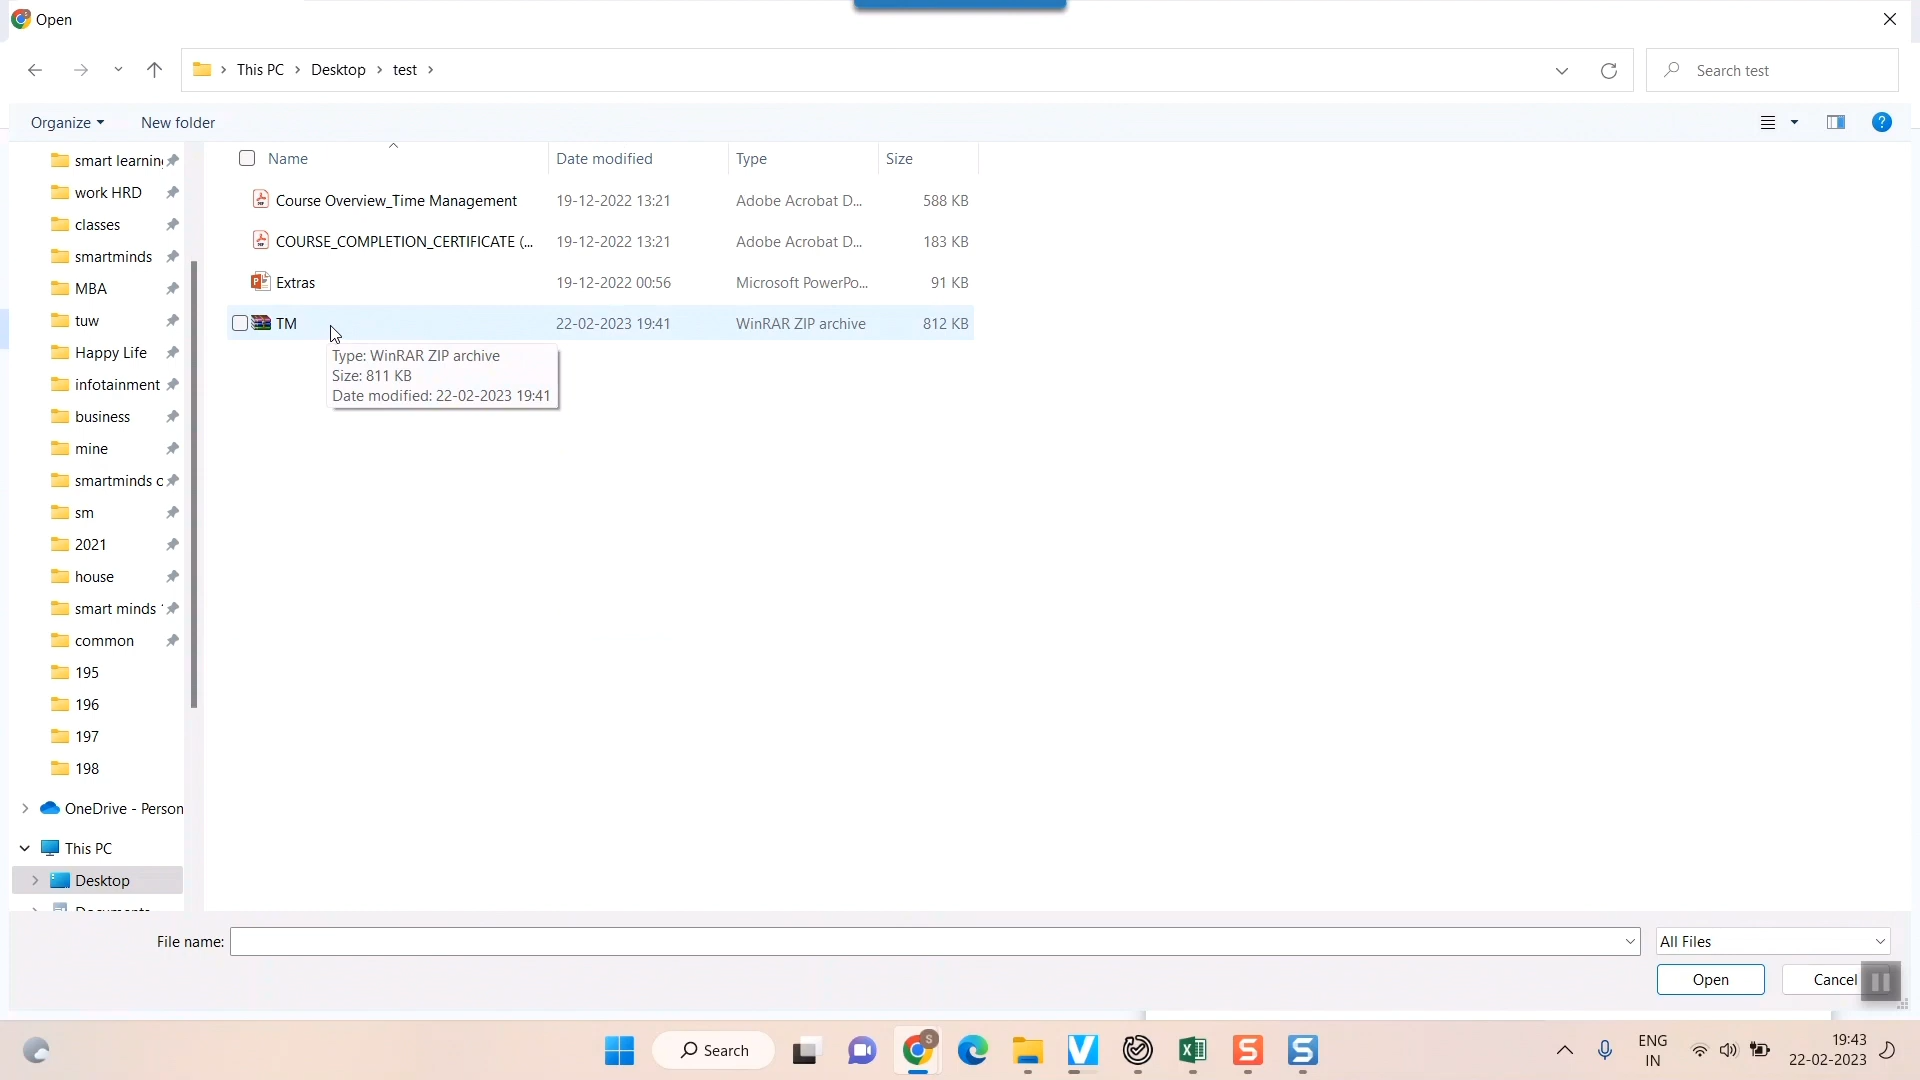 Open
This PC
Desktop
test
Search test
Organize
New folder
Name
Date modified
Type
Size
Course Overview_Time Management
19-12-2022 13:21
Adobe Acrobat D...
588 KB
COURSE_COMPLETION_CERTIFICATE (...
19-12-2022 13:21
Adobe Acrobat D...
183 KB
Extras
19-12-2022 00:56
Microsoft PowerPo...
91 KB
TM
22-02-2023 19:41
WinRAR ZIP archive
812 KB
Type: WinRAR ZIP archive
Size: 811 KB
Date modified: 22-02-2023 19:41
smart learnin
work HRD
classes
smartminds
MBA
tuw
Happy Life
infotainment
business
mine
smartminds c
sm
2021
house
smart minds
common
195
196
197
198
OneDrive - Person
This PC
Desktop
File name:
All Files
Open
Cancel
Search
ENG
IN
19:43
22-02-2023